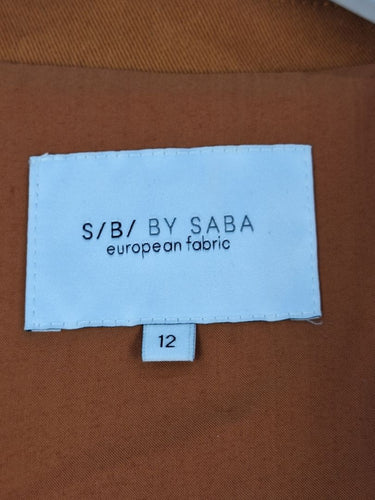 S/B/ BY SABA
european fabric
12